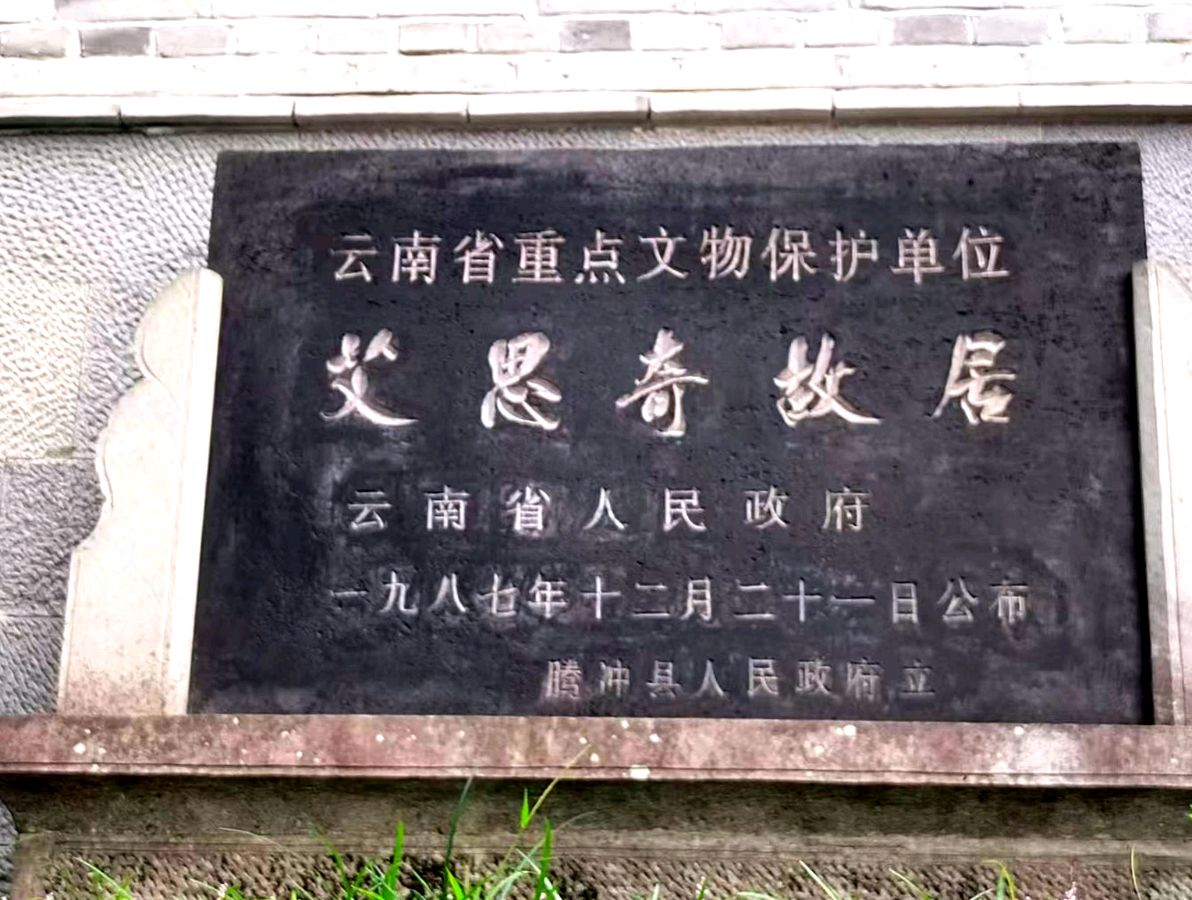 云南省重点文物保护单位
艾思奇故居
云南省人民政府
一九八七年十二月二十一日公布
腾冲县人民政府立